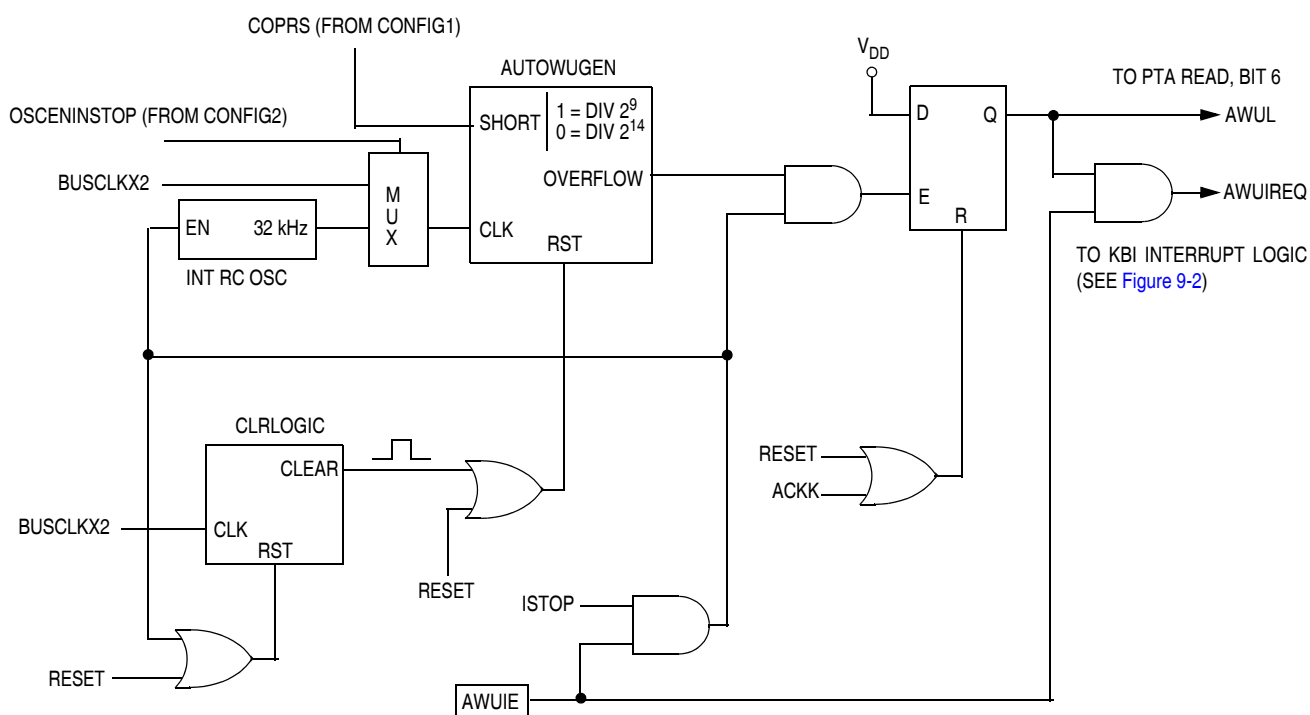 COPRS (FROM CONFIG1)
VDD
AUTOWUGEN
TO PTA READ, BIT 6
OSCENINSTOP (FROM CONFIG2)
SHORT
1 = DIV 2^9
0 = DIV 2^14
D
Q
AWUL
BUSCLKX2
MUX
OVERFLOW
E
AWUIREQ
EN 32 kHz
CLK
R
RST
INT RC OSC
TO KBI INTERRUPT LOGIC
(SEE Figure 9-2)
CLRLOGIC
CLEAR
RESET
ACKK
BUSCLKX2
CLK
RST
RESET
ISTOP
RESET
AWUIE